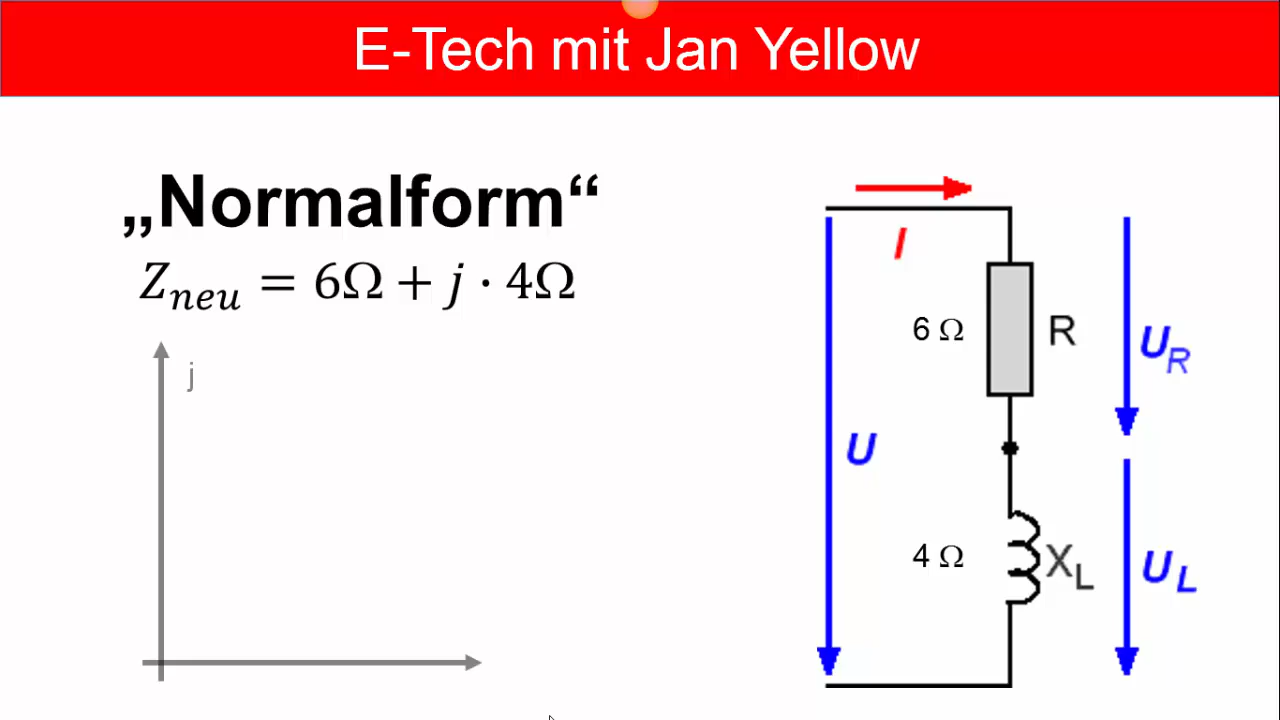 E-Tech mit Jan Yellow
„Normalform“
Z_neu = 6Ω + j · 4Ω
j
I
6 Ω
R
U_R
U
4 Ω
X_L
U_L